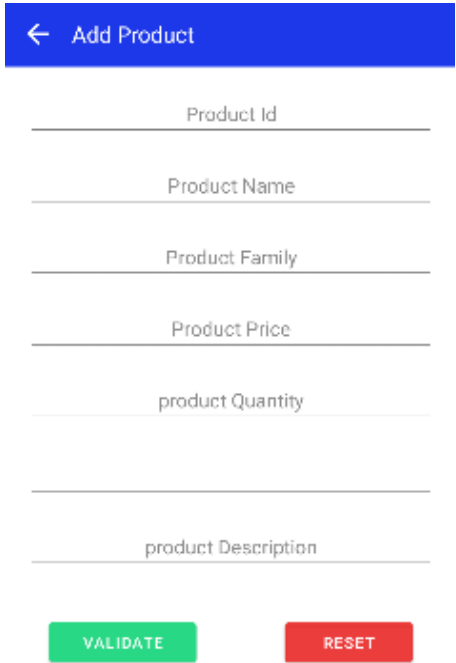 Add Product
Product Id
Product Name
Product Family
Product Price
product Quantity
product Description
VALIDATE
RESET